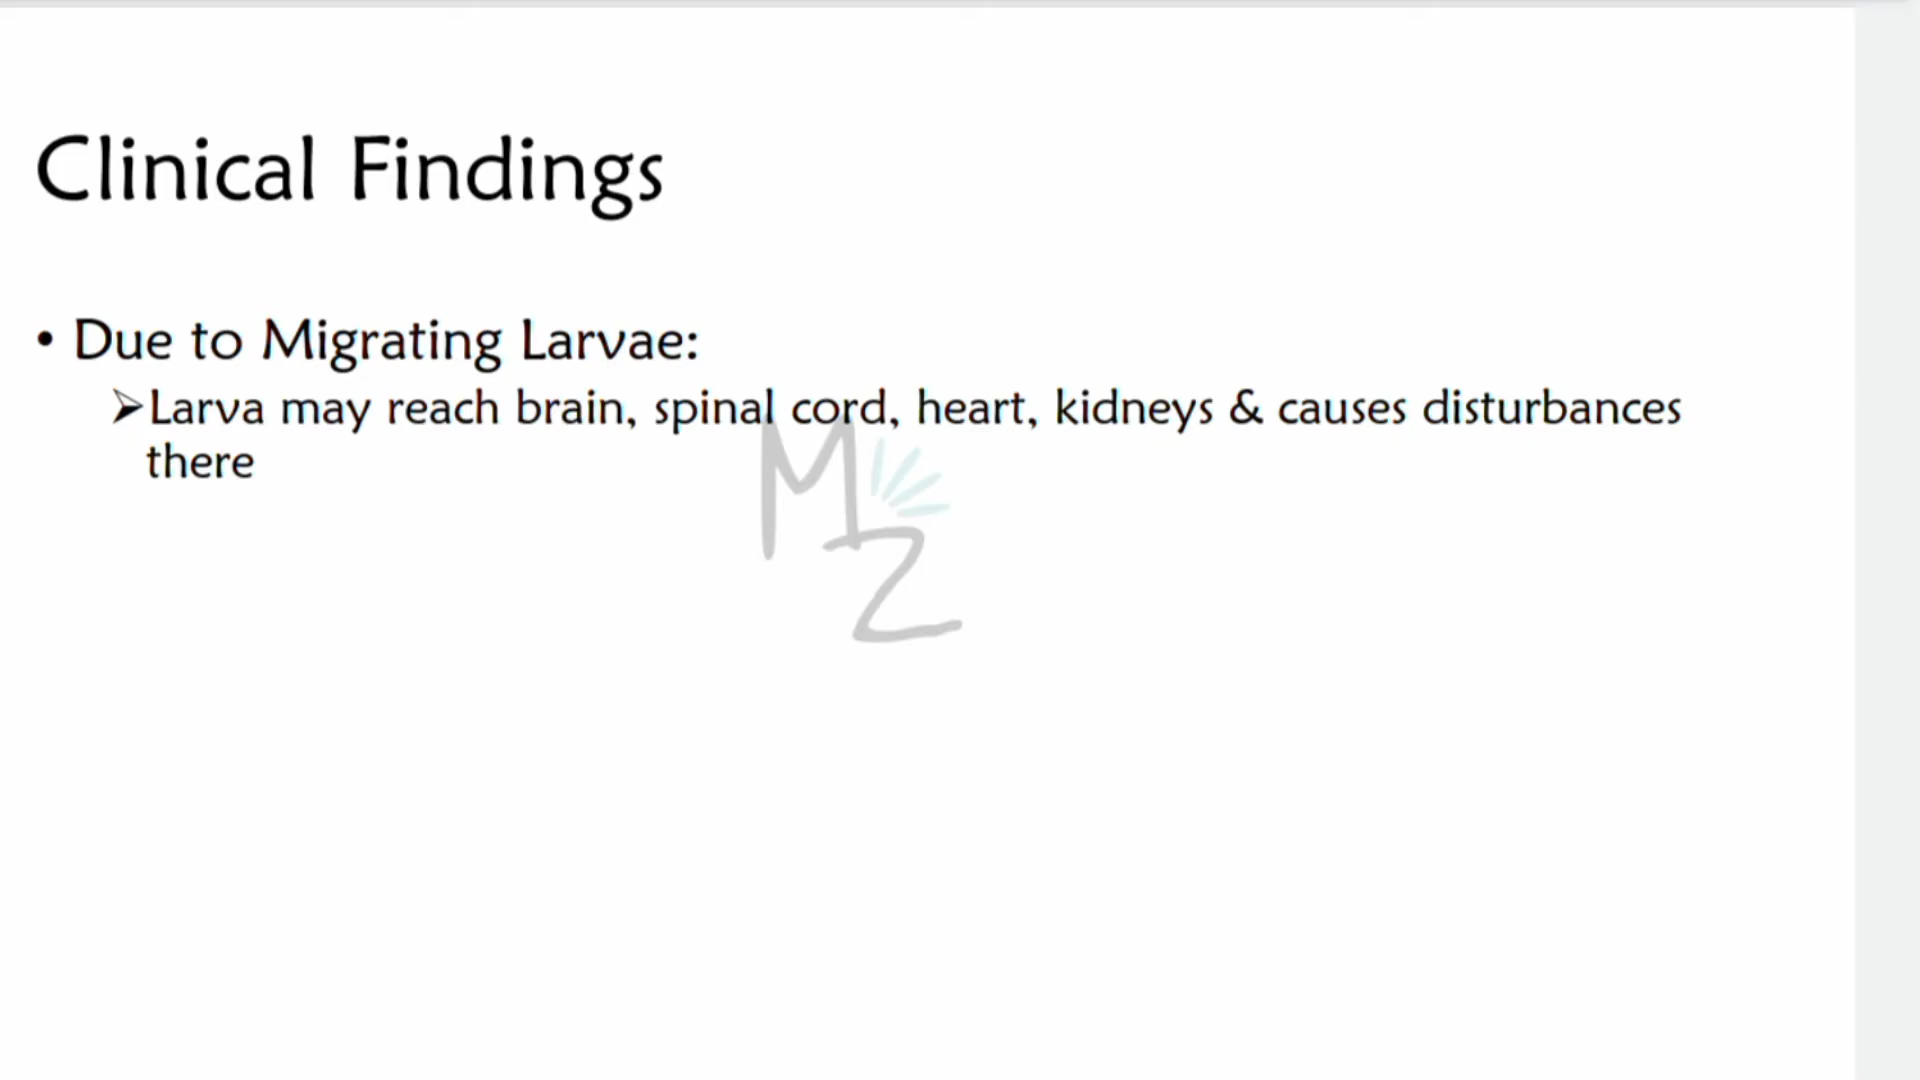 Clinical Findings
• Due to Migrating Larvae:
➢Larva may reach brain, spinal cord, heart, kidneys & causes disturbances
there
MZ